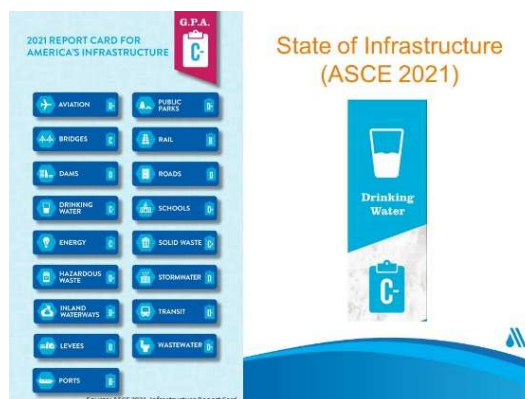 G.P.A.
2021 REPORT CARD FOR
AMERICA'S INFRASTRUCTURE
C-
AVIATION
PUBLIC
PARKS
BRIDGES C
RAIL B
DAMS D
ROADS D
DRINKING
WATER C-
SCHOOLS
ENERGY
SOLID WASTE
HAZARDOUS
WASTE
STORMWATER D
INLAND
WATERWAYS
TRANSIT
LEVEES D
WASTEWATER
PORTS
State of Infrastructure
(ASCE 2021)
Drinking
Water
C-